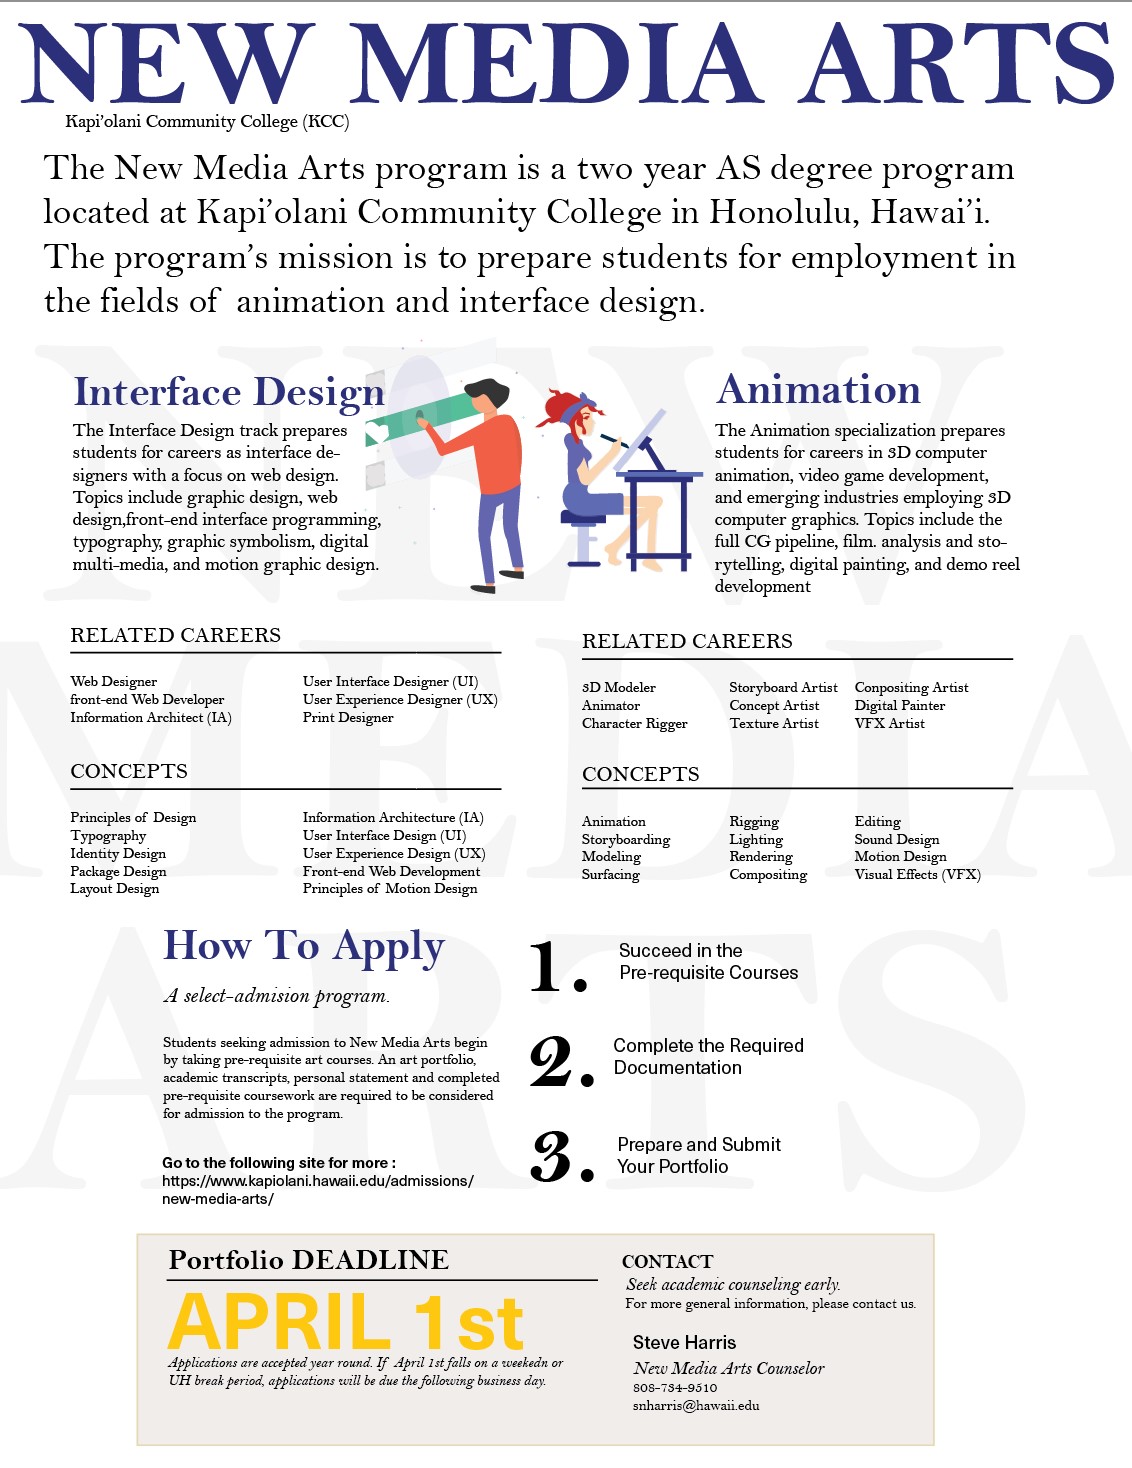 NEW MEDIA ARTS
Kapi’olani Community College (KCC)
The New Media Arts program is a two year AS degree program
located at Kapi’olani Community College in Honolulu, Hawai’i.
The program’s mission is to prepare students for employment in
the fields of animation and interface design.
NEW
MEDIA
ARTS
Interface Design
The Interface Design track prepares
students for careers as interface de-
signers with a focus on web design.
Topics include graphic design, web
design,front-end interface programming,
typography, graphic symbolism, digital
multi-media, and motion graphic design.
Animation
The Animation specialization prepares
students for careers in 3D computer
animation, video game development,
and emerging industries employing 3D
computer graphics. Topics include the
full CG pipeline, film. analysis and sto-
rytelling, digital painting, and demo reel
development
RELATED CAREERS
Web Designer
front-end Web Developer
Information Architect (IA)
User Interface Designer (UI)
User Experience Designer (UX)
Print Designer
CONCEPTS
Principles of Design
Typography
Identity Design
Package Design
Layout Design
Information Architecture (IA)
User Interface Design (UI)
User Experience Design (UX)
Front-end Web Development
Principles of Motion Design
RELATED CAREERS
3D Modeler
Animator
Character Rigger
Storyboard Artist
Concept Artist
Texture Artist
Conpositing Artist
Digital Painter
VFX Artist
CONCEPTS
Animation
Storyboarding
Modeling
Surfacing
Rigging
Lighting
Rendering
Compositing
Editing
Sound Design
Motion Design
Visual Effects (VFX)
How To Apply
A select-admision program.
Students seeking admission to New Media Arts begin
by taking pre-requisite art courses. An art portfolio,
academic transcripts, personal statement and completed
pre-requisite coursework are required to be considered
for admission to the program.
Go to the following site for more :
https://www.kapiolani.hawaii.edu/admissions/
new-media-arts/
1. Succeed in the
Pre-requisite Courses
2. Complete the Required
Documentation
3. Prepare and Submit
Your Portfolio
Portfolio DEADLINE
APRIL 1st
Applications are accepted year round. If April 1st falls on a weekedn or
UH break period, applications will be due the following business day.
CONTACT
Seek academic counseling early.
For more general information, please contact us.
Steve Harris
New Media Arts Counselor
808-734-9510
snharris@hawaii.edu